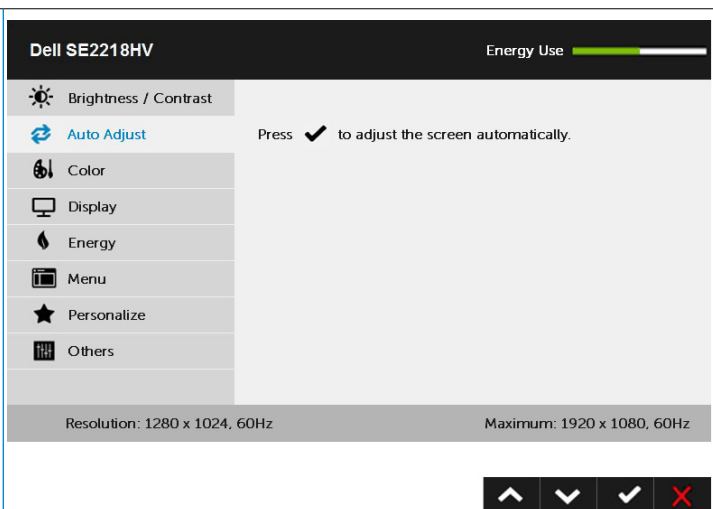 Dell SE2218HV
Energy Use
Brightness / Contrast
Auto Adjust
Press ✔ to adjust the screen automatically.
Color
Display
Energy
Menu
Personalize
Others
Resolution: 1280 x 1024, 60Hz
Maximum: 1920 x 1080, 60Hz